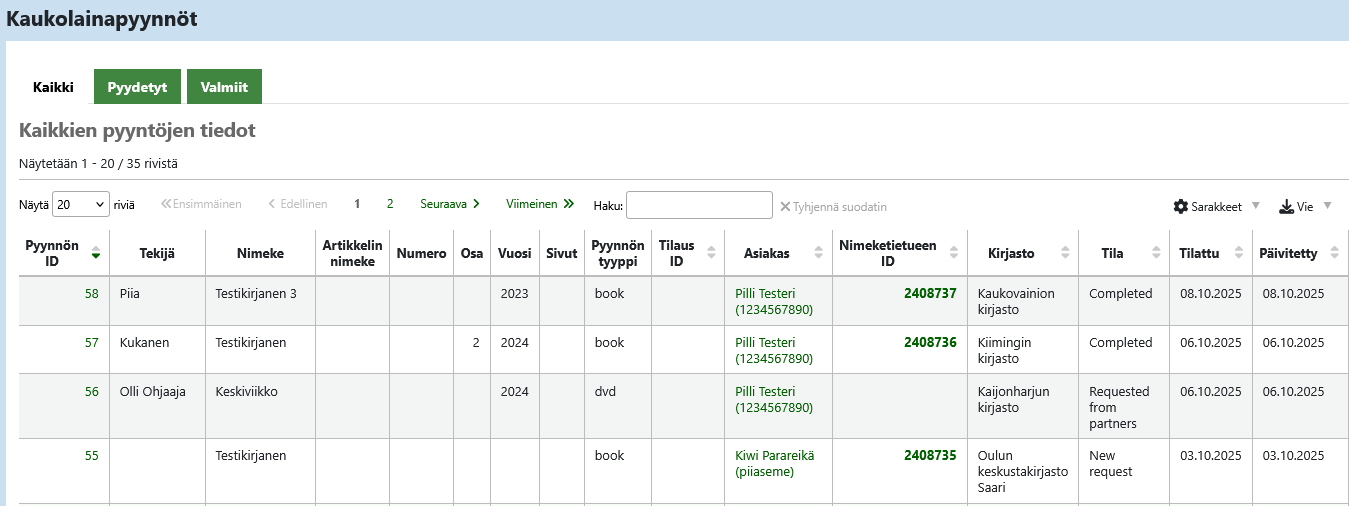 Kaukolainapyynnöt
Kaikki Pyydetyt Valmiit
Kaikkien pyyntöjen tiedot
Näytetään 1 - 20 / 35 rivistä
Näytä 20 riviä Ensimmäinen Edellinen 1 2 Seuraava Viimeinen Haku: Tyhjennä suodatin Sarakkeet Vie
Pyynnön ID Tekijä Nimeke Artikkelin nimeke Numero Osa Vuosi Sivut Pyynnön tyyppi Tilaus ID Asiakas Nimeketietueen ID Kirjasto Tila Tilattu Päivitetty
58 Piia Testikirjanen 3 2023 book Pilli Testeri (1234567890) 2408737 Kaukovainion kirjasto Completed 08.10.2025 08.10.2025
57 Kukanen Testikirjanen 2 2024 book Pilli Testeri (1234567890) 2408736 Kiimingin kirjasto Completed 06.10.2025 06.10.2025
56 Olli Ohjaaja Keskiviikko 2024 dvd Pilli Testeri (1234567890) Kaijonharjun kirjasto Requested from partners 06.10.2025 06.10.2025
55 Testikirjanen book Kiwi Parareikä (piiaseme) 2408735 Oulun keskustakirjasto Saari New request 03.10.2025 03.10.2025